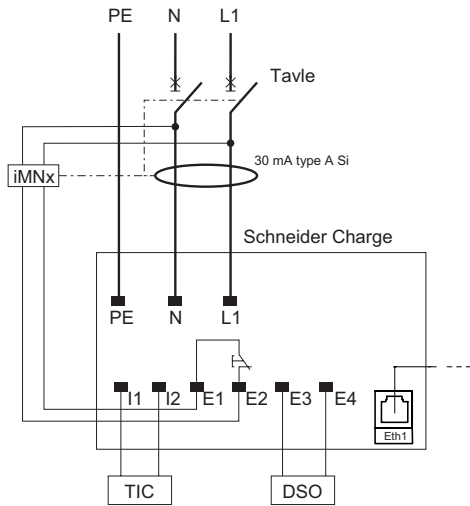 PE N L1
Tavle
30 mA type A Si
iMNx
Schneider Charge
PE N L1
I1 I2 E1 E2 E3 E4
Eth1
TIC DSO